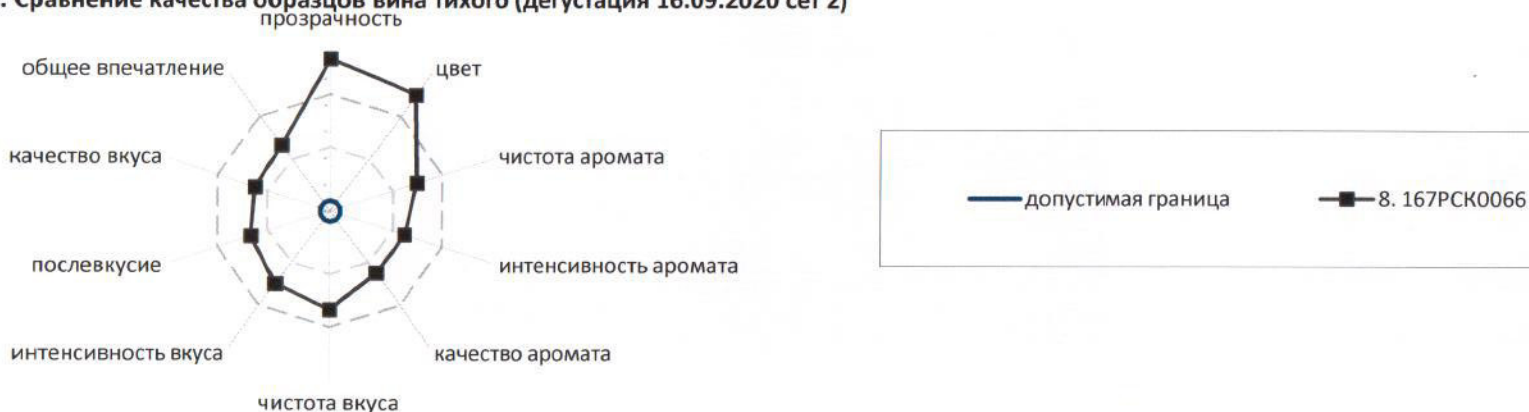 . Сравнение качества образцов вина тихого (дегустация 16.09.2020 сет 2)
прозрачность
общее впечатление
цвет
качество вкуса
чистота аромата
послевкусие
интенсивность аромата
интенсивность вкуса
качество аромата
чистота вкуса
допустимая граница
8. 167РСК0066